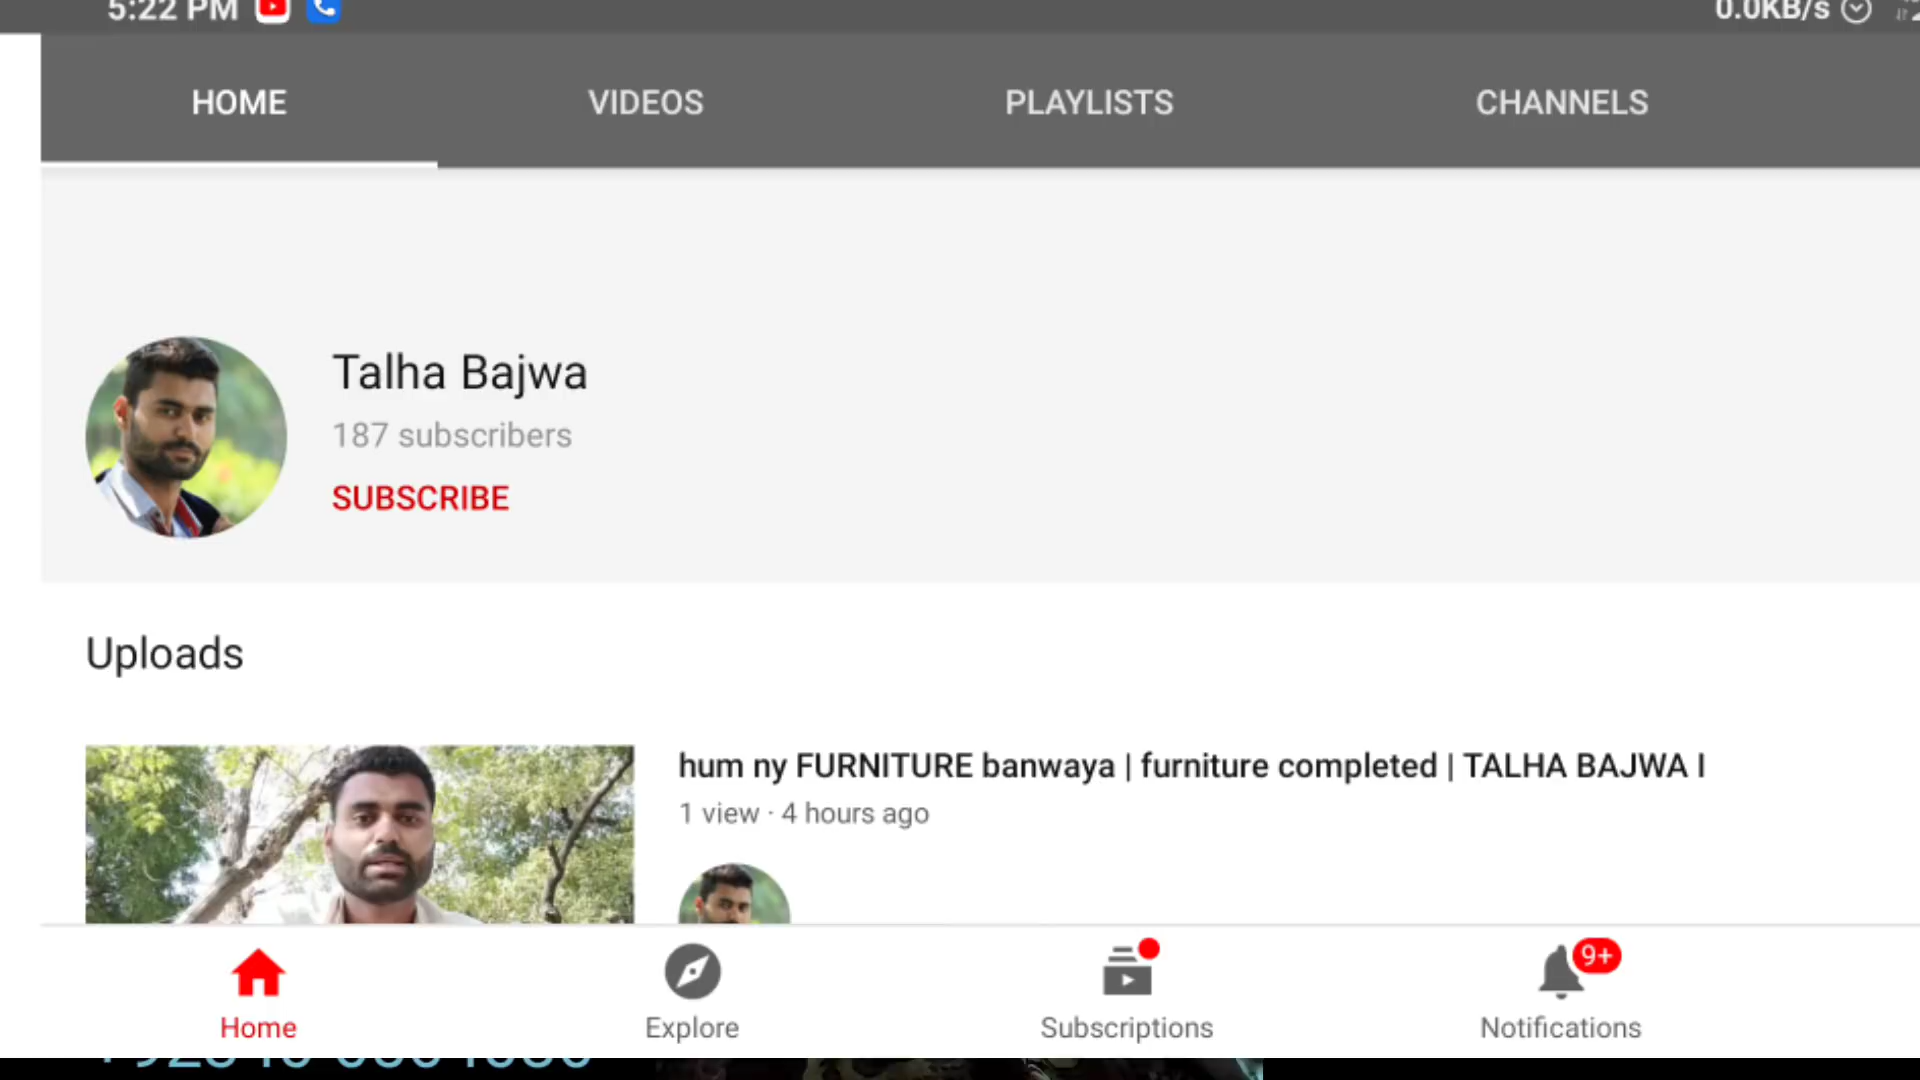 5:22 PM
0.0KB/s
HOME
VIDEOS
PLAYLISTS
CHANNELS
Talha Bajwa
187 subscribers
SUBSCRIBE
Uploads
hum ny FURNITURE banwaya | furniture completed | TALHA BAJWA I
1 view · 4 hours ago
9+
Home
Explore
Subscriptions
Notifications